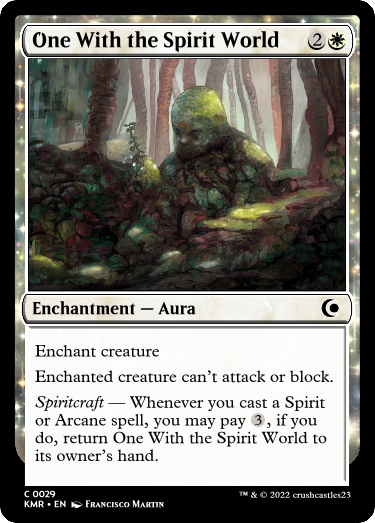 One With the Spirit World 2
Enchantment — Aura
Enchant creature
Enchanted creature can't attack or block.
Spiritcraft — Whenever you cast a Spirit
or Arcane spell, you may pay 3, if you
do, return One With the Spirit World to
its owner's hand.
C 0029
KMR • EN Francisco Martin
™ & © 2022 crushcastles23